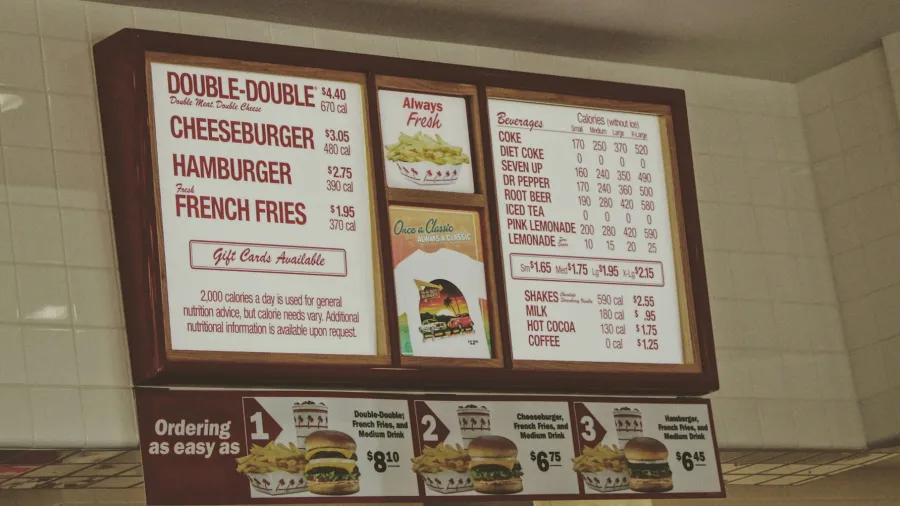 DOUBLE-DOUBLE® $4.40
Double Meat Double Cheese 670 cal
CHEESEBURGER $3.05
480 cal
HAMBURGER $2.75
390 cal
Fresh
FRENCH FRIES $1.95
370 cal
Gift Cards Available
2,000 calories a day is used for general
nutrition advice, but calorie needs vary. Additional
nutritional information is available upon request.
Always
Fresh
Once a Classic
ALWAYS A CLASSIC
Beverages Calories (without ice)
Small Medium Large X-Large
COKE 170 250 370 520
DIET COKE 0 0 0 0
SEVEN UP 160 240 350 490
DR PEPPER 170 240 360 500
ROOT BEER 190 280 420 580
ICED TEA 0 0 0 0
PINK LEMONADE 200 280 420 590
LEMONADE 10 15 20 25
Sm$1.65 Med$1.75 Lg$1.95 X-Lg$2.15
SHAKES Chocolate Strawberry Vanilla 590 cal $2.55
MILK 180 cal $ .95
HOT COCOA 130 cal $1.75
COFFEE 0 cal $1.25
Ordering
as easy as
1
Double-Double,
French Fries, and
Medium Drink
$8.10
2
Cheeseburger,
French Fries, and
Medium Drink
$6.75
3
Hamburger,
French Fries, and
Medium Drink
$6.45